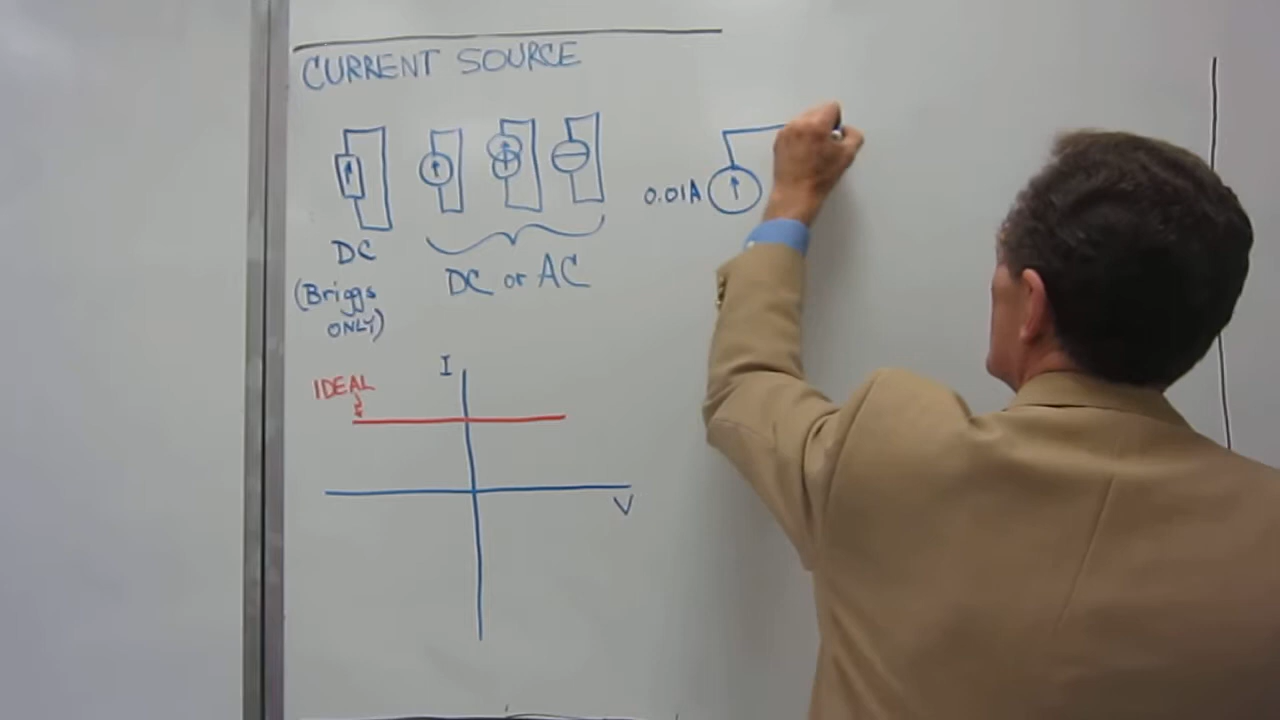 CURRENT SOURCE
DC
(Briggs
ONLY)
DC or AC
0.01A
IDEAL
I
V